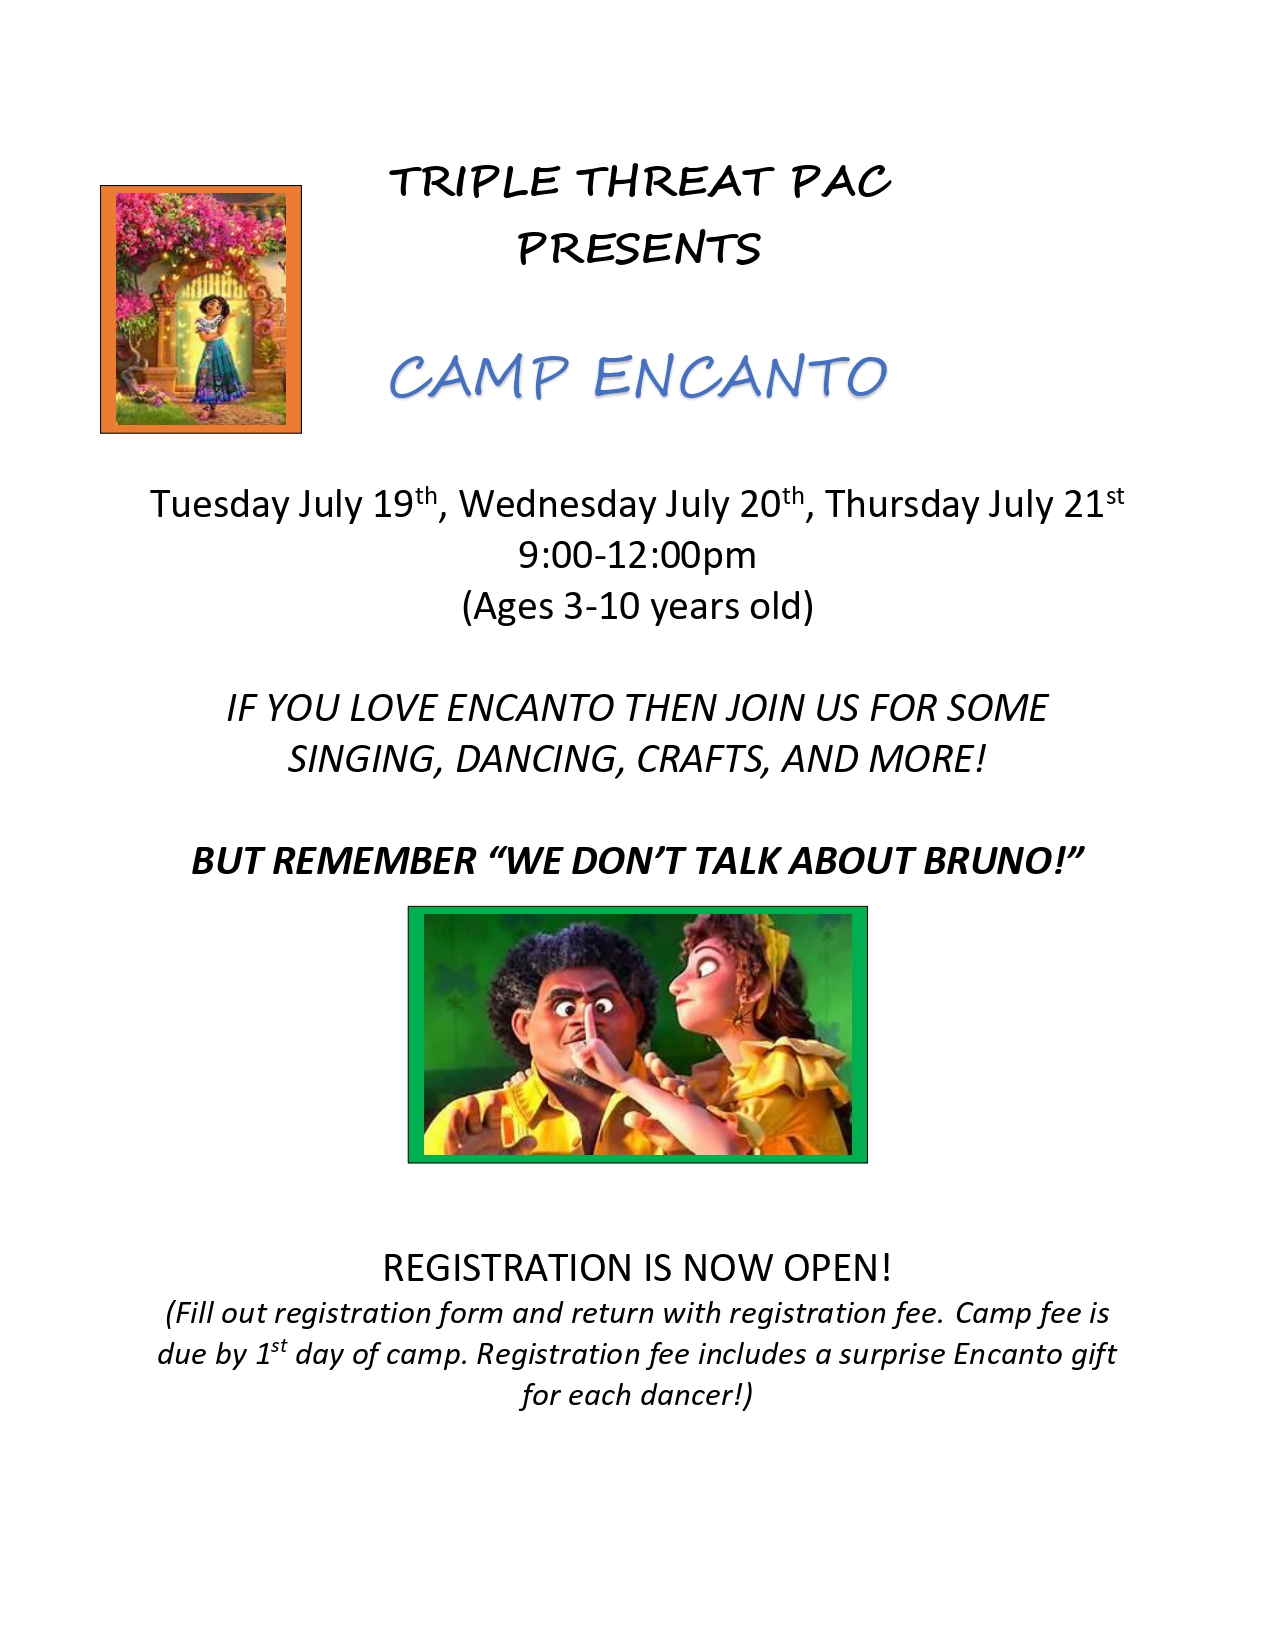 TRIPLE THREAT PAC
PRESENTS
CAMP ENCANTO
Tuesday July 19th, Wednesday July 20th, Thursday July 21st
9:00-12:00pm
(Ages 3-10 years old)
IF YOU LOVE ENCANTO THEN JOIN US FOR SOME
SINGING, DANCING, CRAFTS, AND MORE!
BUT REMEMBER “WE DON’T TALK ABOUT BRUNO!”
REGISTRATION IS NOW OPEN!
(Fill out registration form and return with registration fee. Camp fee is
due by 1st day of camp. Registration fee includes a surprise Encanto gift
for each dancer!)